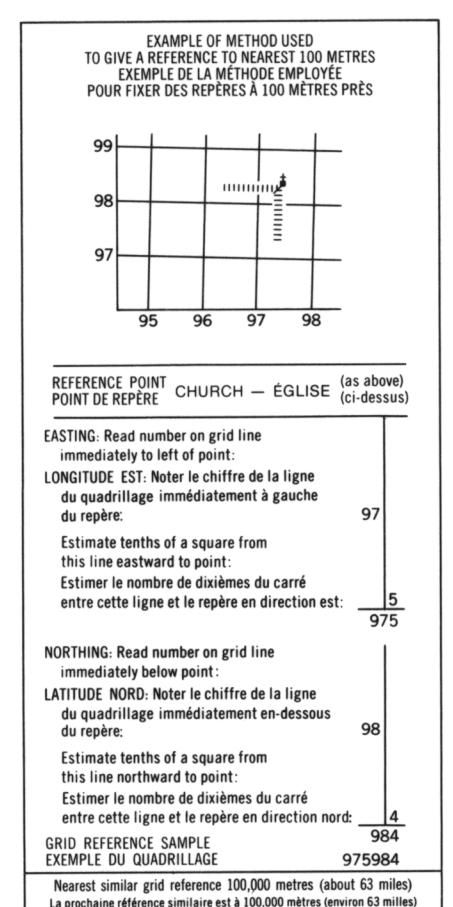 EXAMPLE OF METHOD USED
TO GIVE A REFERENCE TO NEAREST 100 METRES
EXEMPLE DE LA MÉTHODE EMPLOYÉE
POUR FIXER DES REPÈRES À 100 MÈTRES PRÈS
99
98
97
95 96 97 98
REFERENCE POINT CHURCH — ÉGLISE (as above)
POINT DE REPÈRE (ci-dessus)
EASTING: Read number on grid line
immediately to left of point:
LONGITUDE EST: Noter le chiffre de la ligne
du quadrillage immédiatement à gauche
du repère: 97
Estimate tenths of a square from
this line eastward to point:
Estimer le nombre de dixièmes du carré
entre cette ligne et le repère en direction est: 5
975
NORTHING: Read number on grid line
immediately below point:
LATITUDE NORD: Noter le chiffre de la ligne
du quadrillage immédiatement en-dessous
du repère: 98
Estimate tenths of a square from
this line northward to point:
Estimer le nombre de dixièmes du carré
entre cette ligne et le repère en direction nord: 4
GRID REFERENCE SAMPLE 984
EXEMPLE DU QUADRILLAGE 975984
Nearest similar grid reference 100,000 metres (about 63 miles)
La prochaine référence similaire est à 100,000 mètres (environ 63 milles)